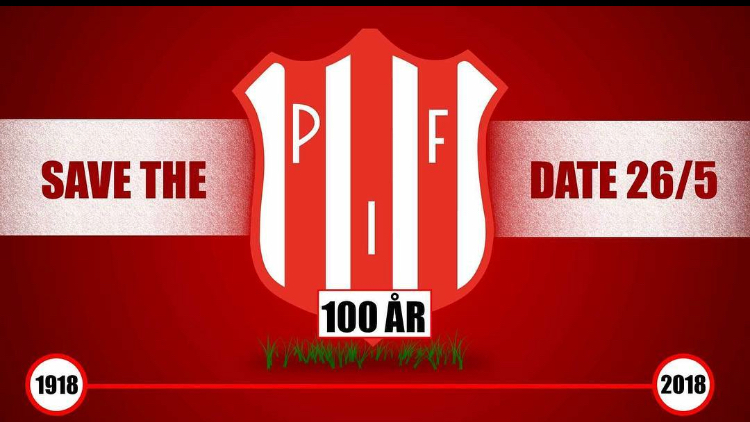 SAVE THE
DATE 26/5
P
F
I
100 ÅR
1918
2018